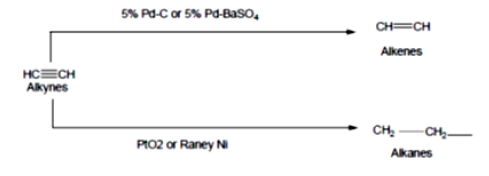 5% Pd-C or 5% Pd-BaSO₄
CH═CH
Alkenes
HC≡CH
Alkynes
CH₂ — CH₂—
Alkanes
PtO2 or Raney Ni